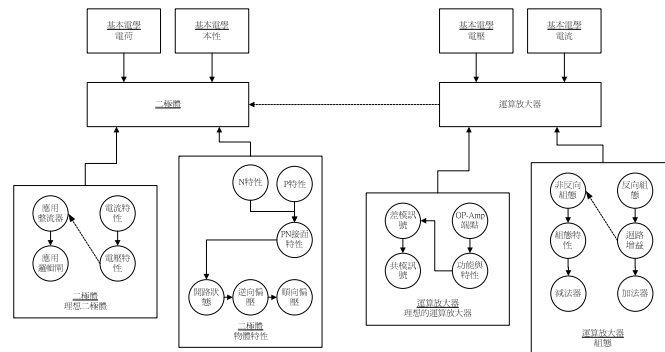 基本電學
電荷
基本電學
本性
基本電學
電壓
基本電學
電流
二極體
運算放大器
應用
整流器
電流特
性
應用
邏輯閘
電壓特
性
二極體
理想二極體
N特性
P特性
PN接面
特性
開路狀
態
逆向偏
壓
順向偏
壓
二極體
物體特性
差模訊
號
OP-Amp
端點
共模訊
號
功能與
特性
運算放大器
理想的運算放大器
非反向
組態
反向組
態
組態特
性
迴路
增益
減法器
加法器
運算放大器
組態